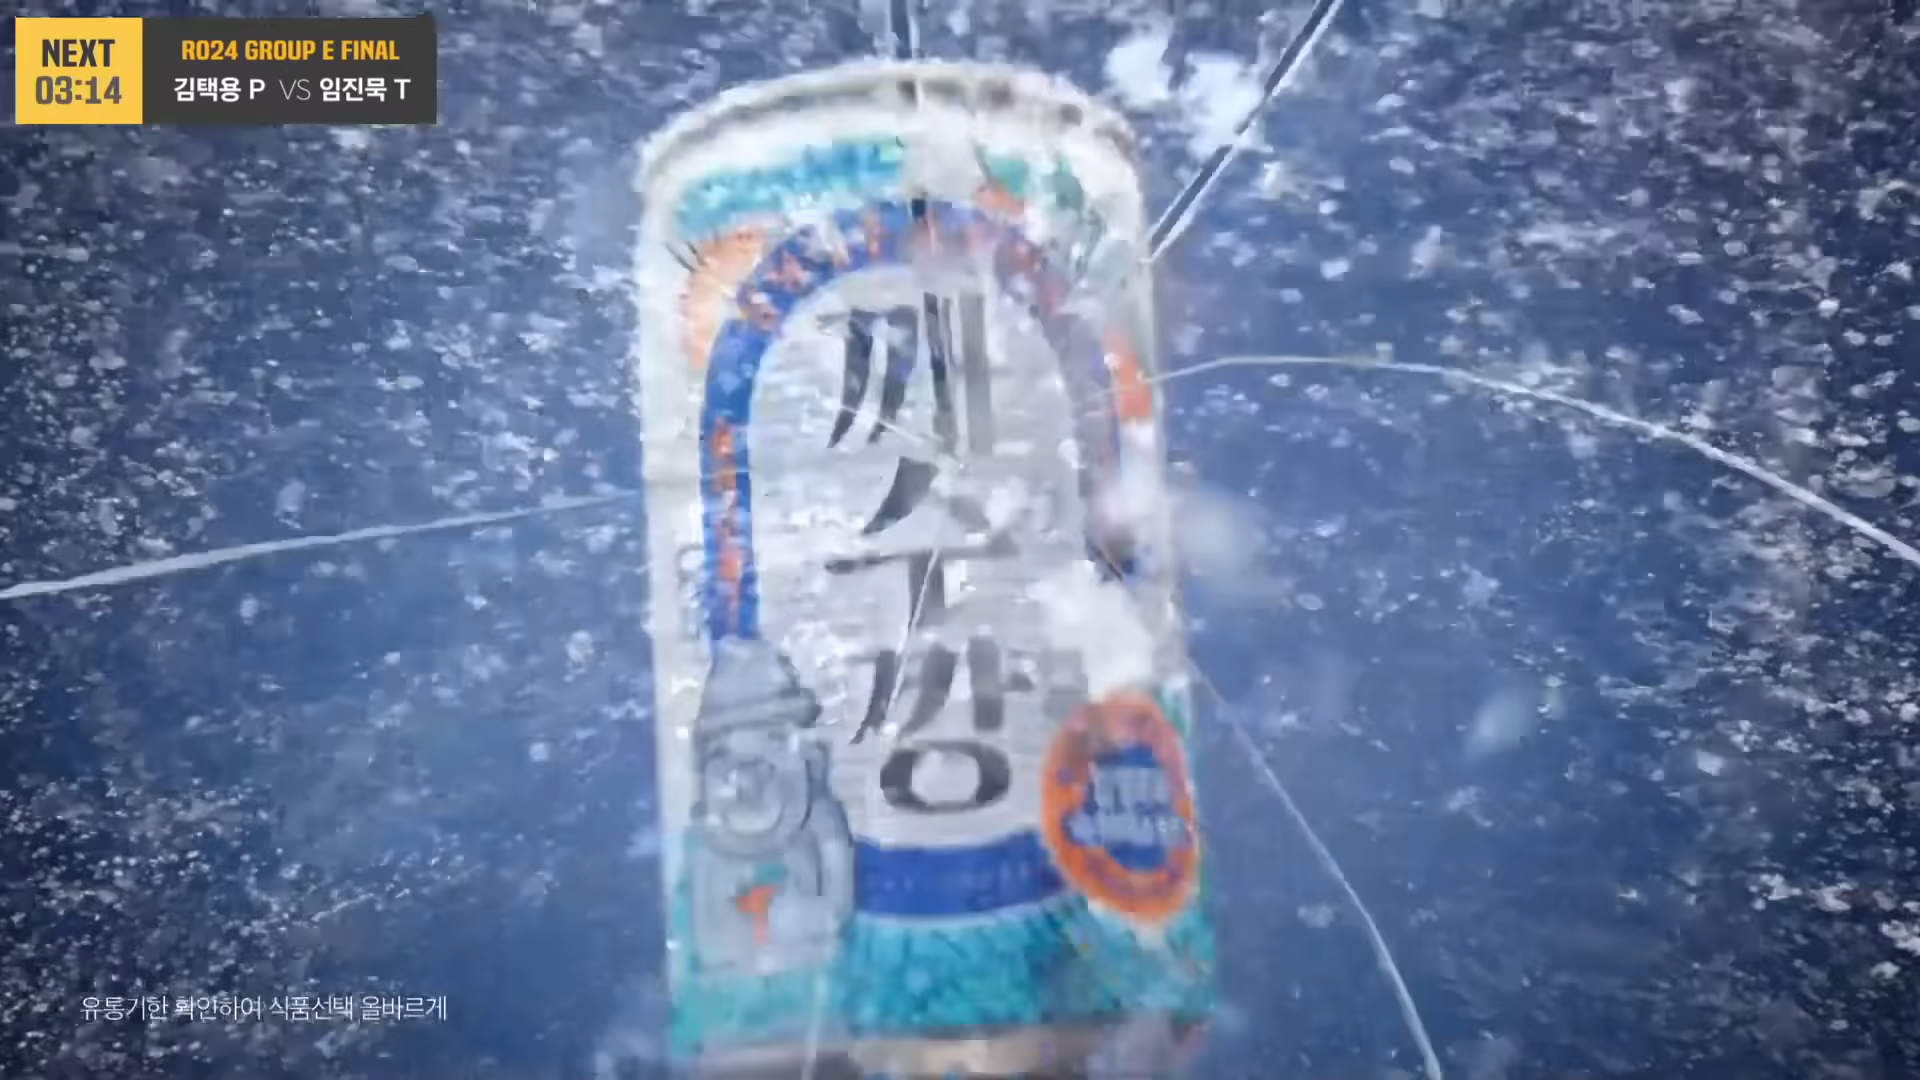 NEXT
03:14
RO24 GROUP E FINAL
김택용 P VS 임진묵 T
깨수깡
유통기한 확인하여 식품선택 올바르게